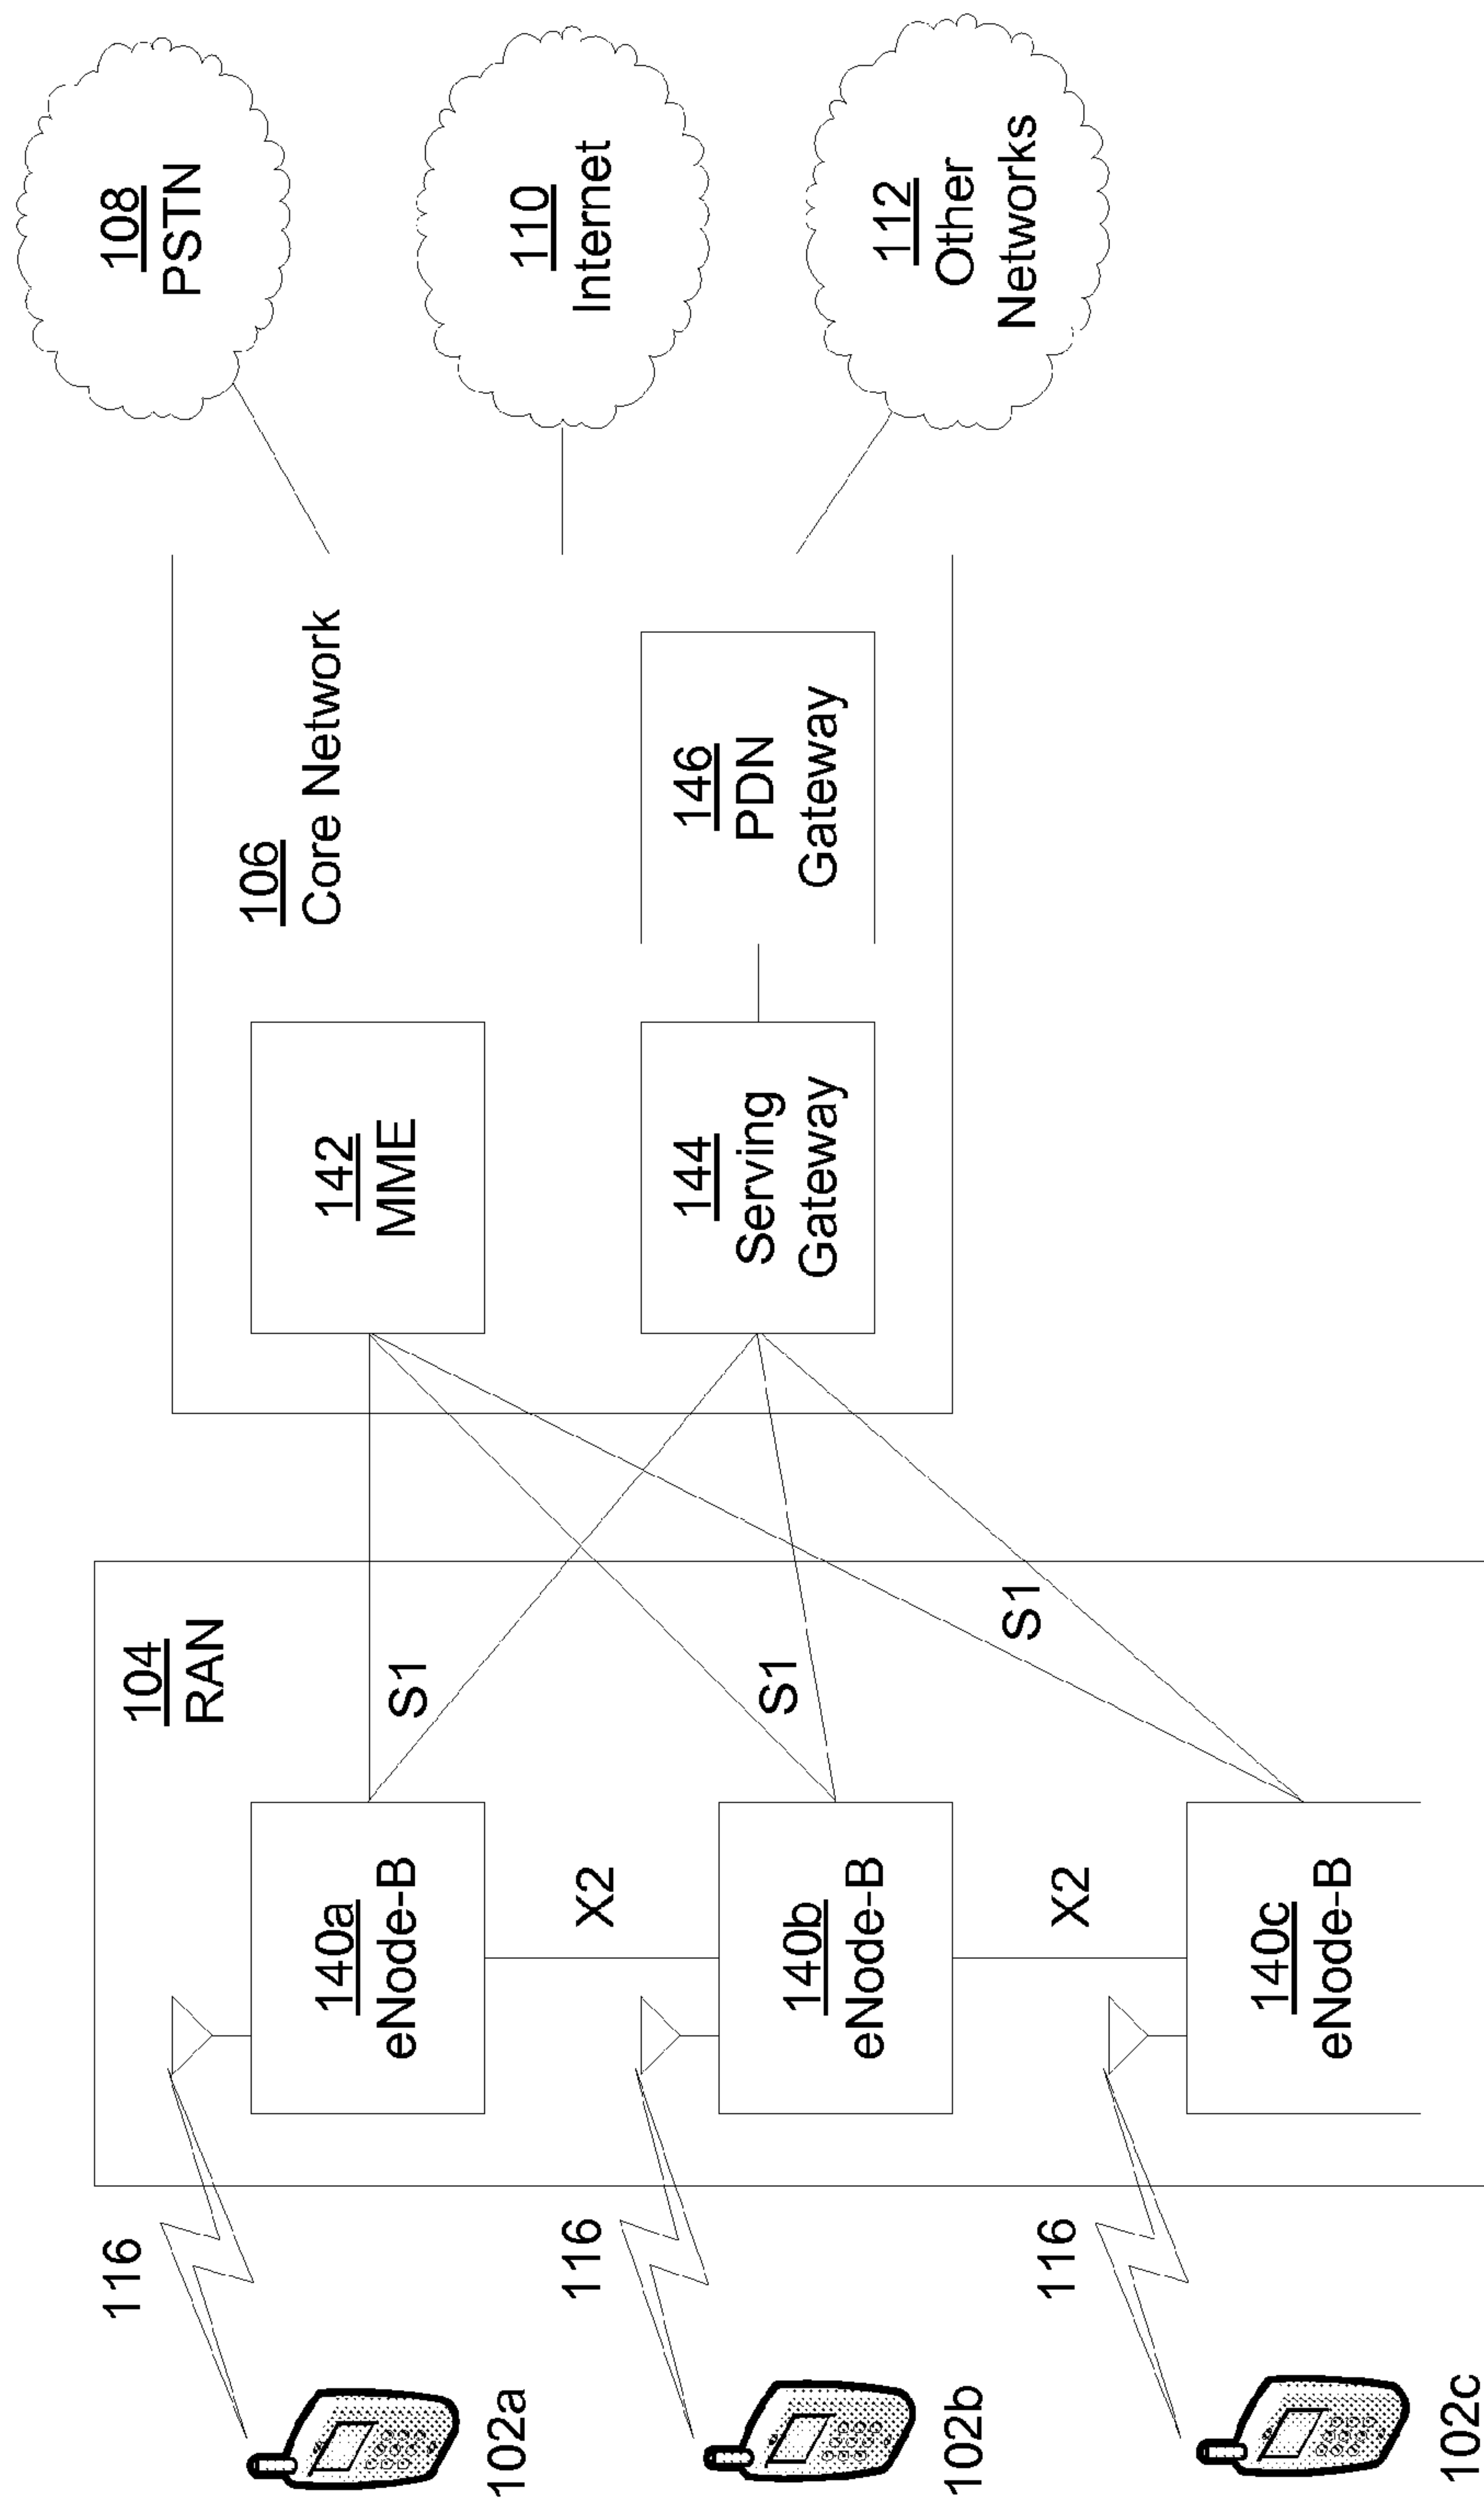 116
102a
116
102b
116
102c
104
RAN
140a
eNode-B
X2
140b
eNode-B
X2
140c
eNode-B
S1
S1
S1
106
Core Network
142
MME
144
Serving
Gateway
146
PDN
Gateway
108
PSTN
110
Internet
112
Other
Networks